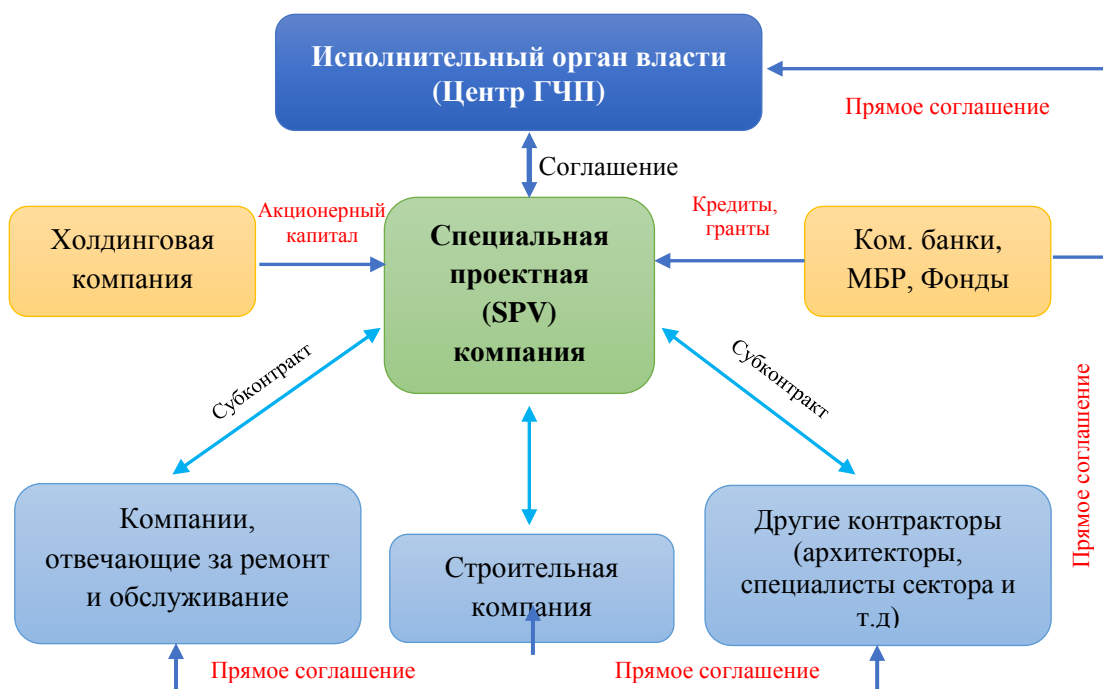 Исполнительный орган власти
(Центр ГЧП)
Прямое соглашение
Соглашение
Холдинговая
компания
Акционерный
капитал
Специальная
проектная
(SPV)
компания
Кредиты,
гранты
Ком. банки,
МБР, Фонды
Субконтракт
Субконтракт
Прямое соглашение
Компании,
отвечающие за ремонт
и обслуживание
Строительная
компания
Другие контракторы
(архитекторы,
специалисты сектора и
т.д)
Прямое соглашение
Прямое соглашение